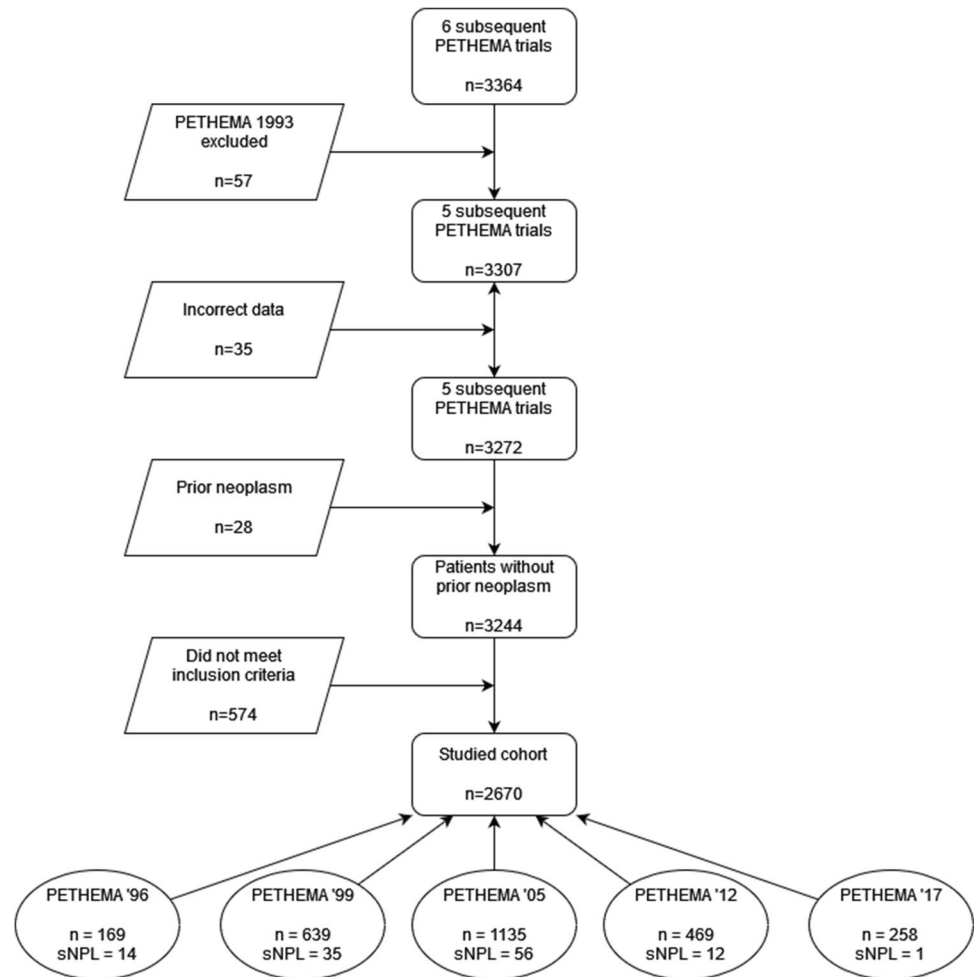 6 subsequent
PETHEMA trials
n=3364
PETHEMA 1993
excluded
n=57
5 subsequent
PETHEMA trials
n=3307
Incorrect data
n=35
5 subsequent
PETHEMA trials
n=3272
Prior neoplasm
n=28
Patients without
prior neoplasm
n=3244
Did not meet
inclusion criteria
n=574
Studied cohort
n=2670
PETHEMA '96
n = 169
sNPL = 14
PETHEMA '99
n = 639
sNPL = 35
PETHEMA '05
n = 1135
sNPL = 56
PETHEMA '12
n = 469
sNPL = 12
PETHEMA '17
n = 258
sNPL = 1